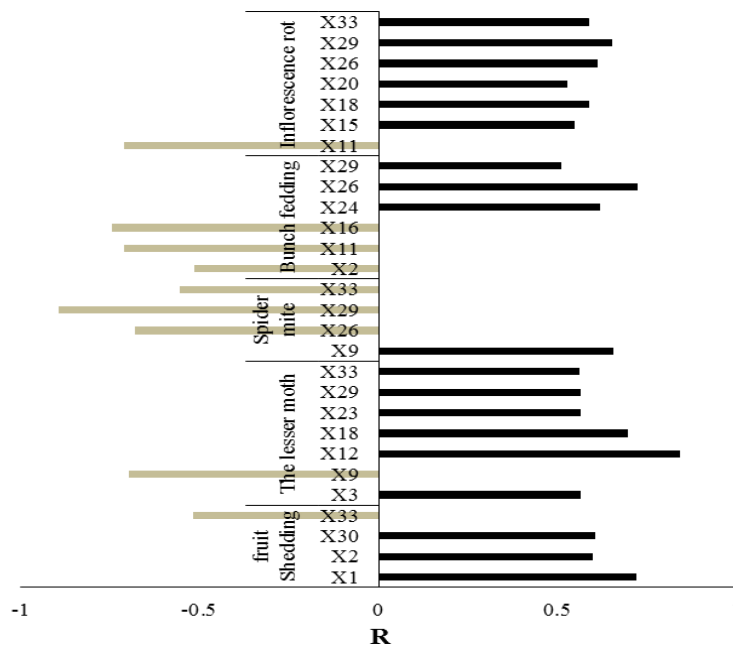 Inflorescence rot
X33
X29
X26
X20
X18
X15
X11
Bunch fedding
X29
X26
X24
X16
X11
X2
Spider
mite
X33
X29
X26
X9
The lesser moth
X33
X29
X23
X18
X12
X9
X3
fruit
Shedding
X33
X30
X2
X1
-1 -0.5 0 0.5
R